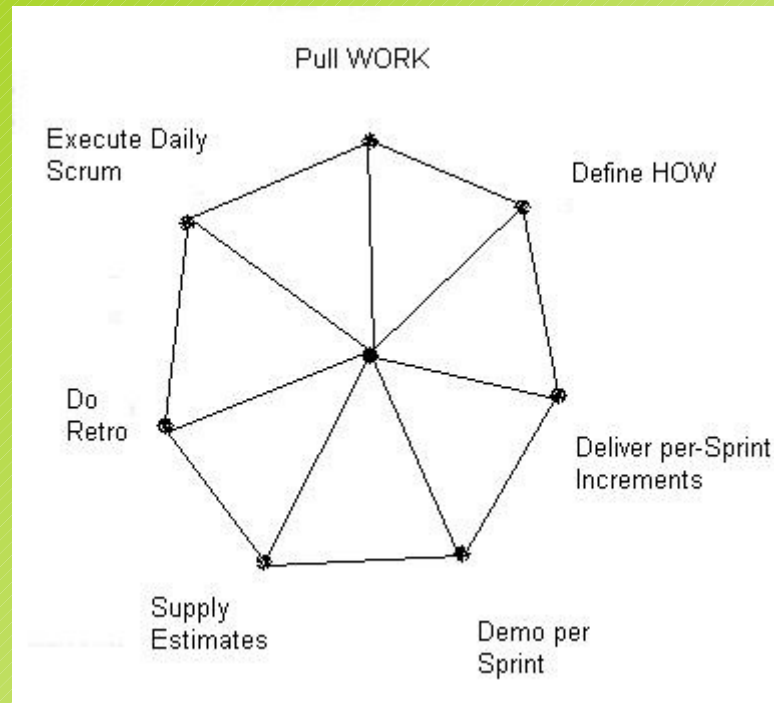 Pull WORK
Execute Daily
Scrum
Define HOW
Do
Retro
Deliver per-Sprint
Increments
Supply
Estimates
Demo per
Sprint